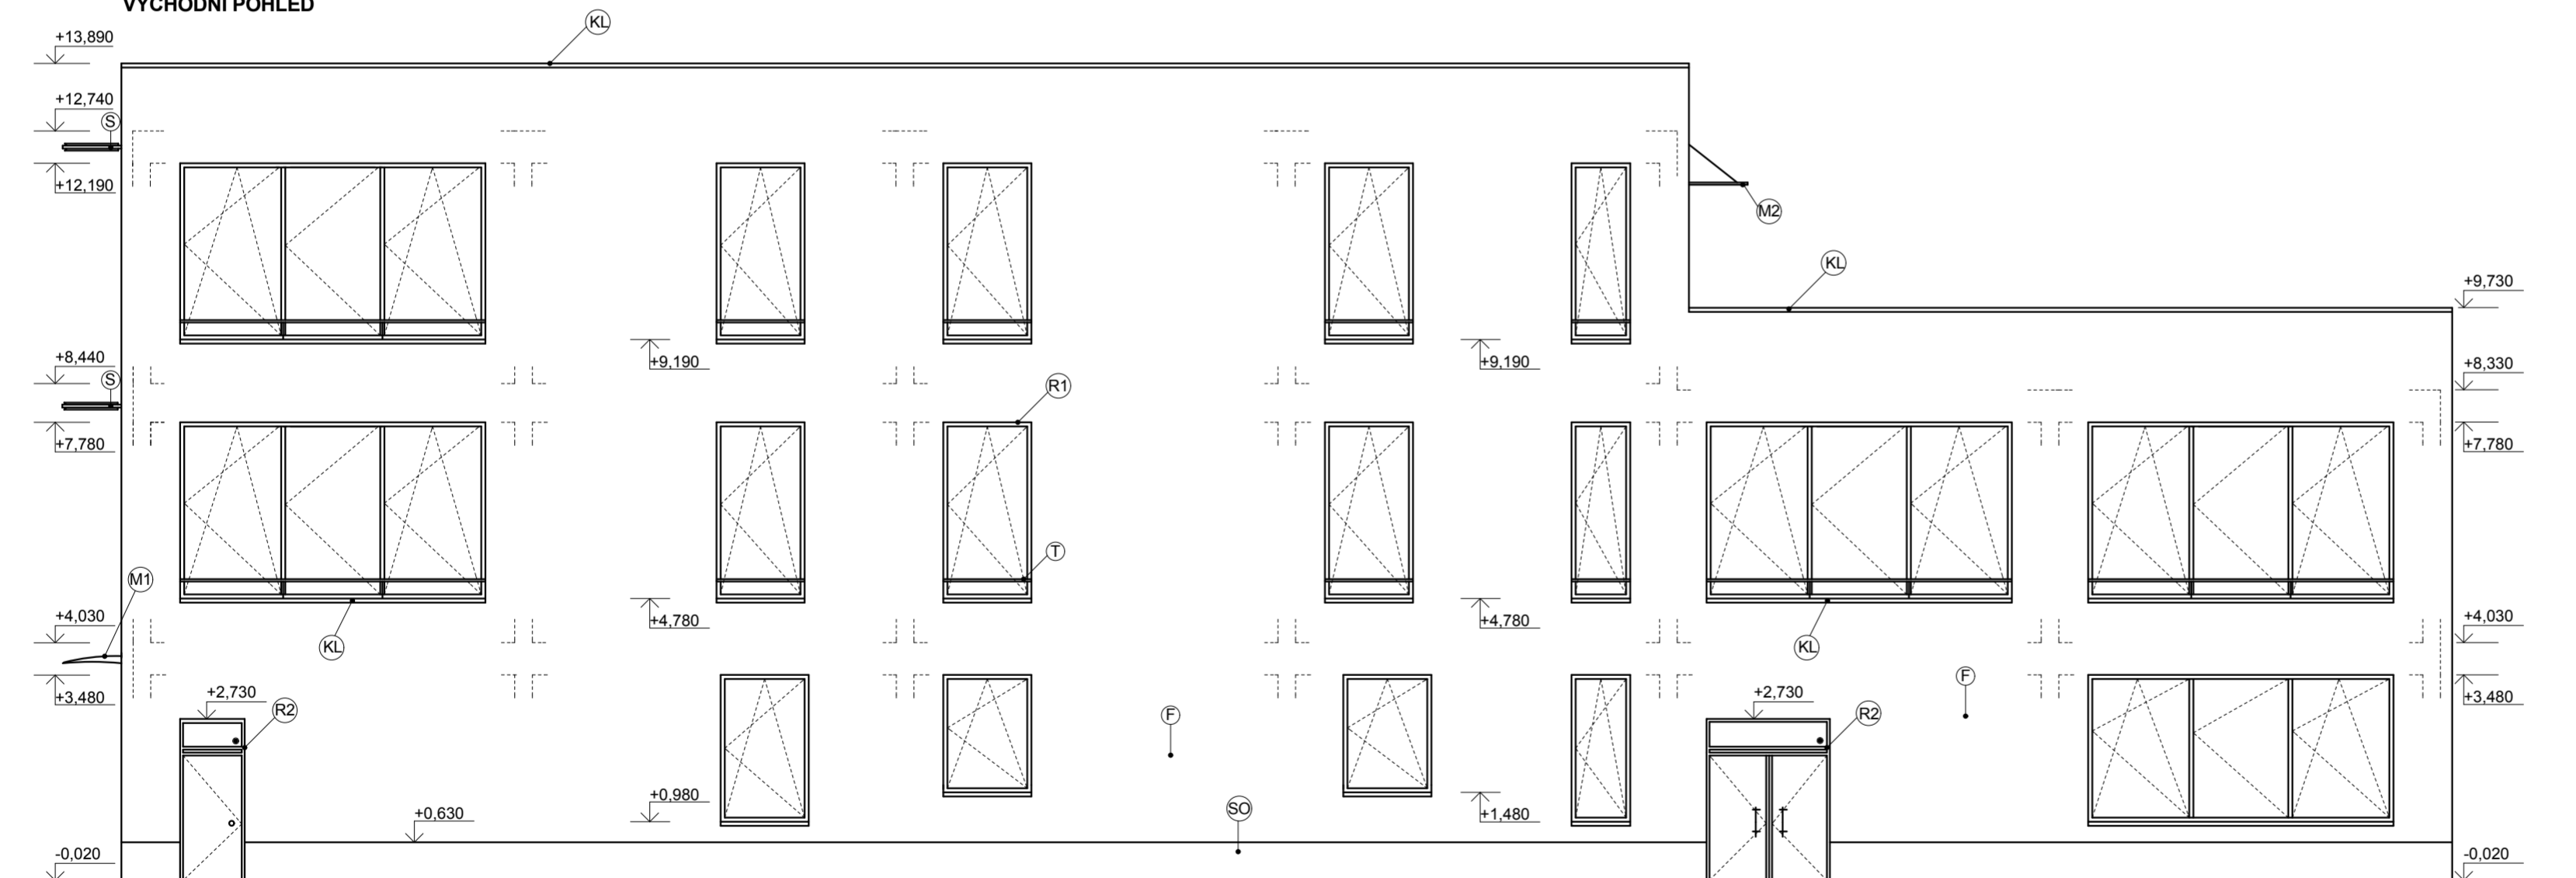 VÝCHODNÍ POHLED
KL
+13,890
+12,740
S
+12,190
M2
KL
+9,730
+8,440
+9,190
+9,190
+8,330
S
R1
+7,780
+7,780
T
M1
+4,030
+4,780
+4,780
+4,030
KL
KL
+3,480
+2,730
R2
F
F
+2,730
R2
+3,480
+0,630
+0,980
SO
+1,480
-0,020
-0,020